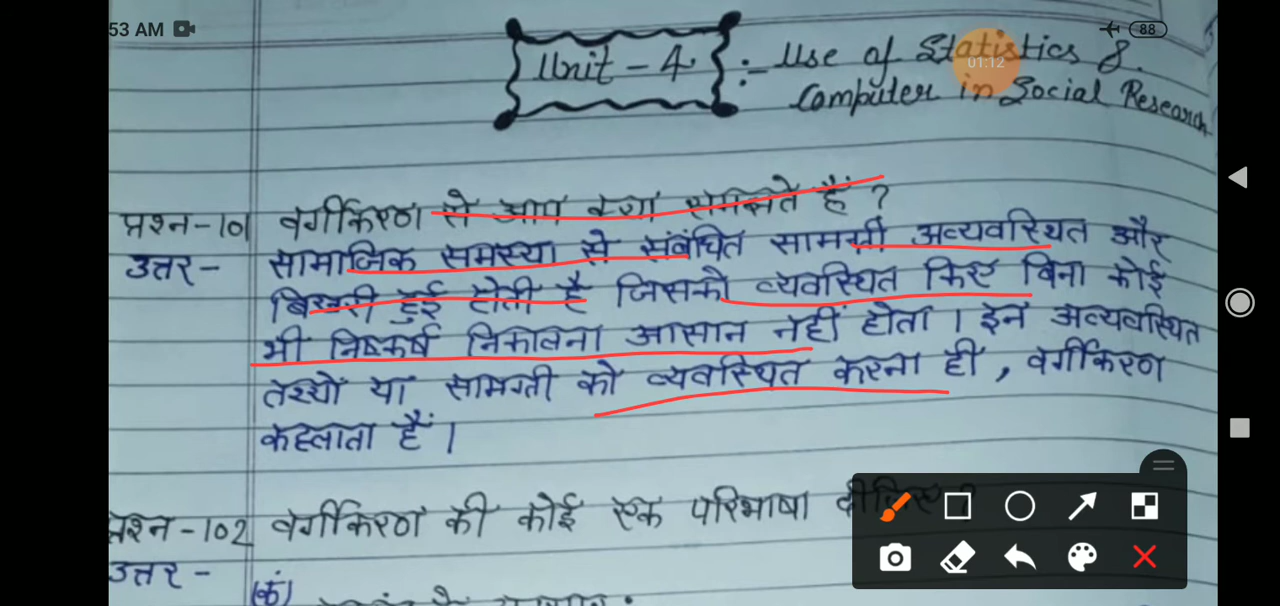 53 AM
88
01:12
Unit - 4 :- Use of Statistics &
Computer in Social Research
प्रश्न-101 वर्गीकरण से आप क्या समझते हैं ?
उत्तर- सामाजिक समस्या से संबंधित सामग्री अव्यवस्थित और
बिखरी हुई होती है जिसको व्यवस्थित किए बिना कोई
भी निष्कर्ष निकालना आसान नहीं होता । इन अव्यवस्थित
तथ्यों या सामग्री को व्यवस्थित करना ही , वर्गीकरण
कहलाता हैं ।
प्रश्न-102 वर्गीकरण की कोई एक परिभाषा दीजिए ?
उत्तर - (क)